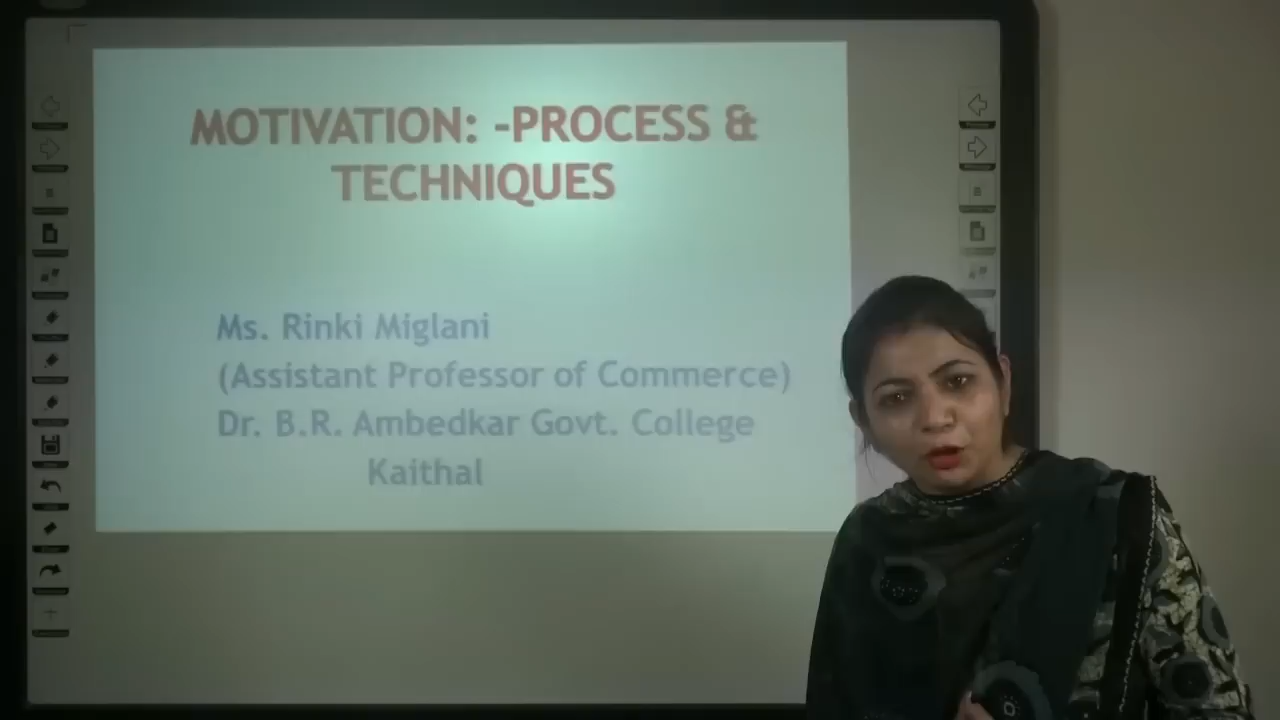 MOTIVATION: -PROCESS &
TECHNIQUES
Ms. Rinki Miglani
(Assistant Professor of Commerce)
Dr. B.R. Ambedkar Govt. College
Kaithal